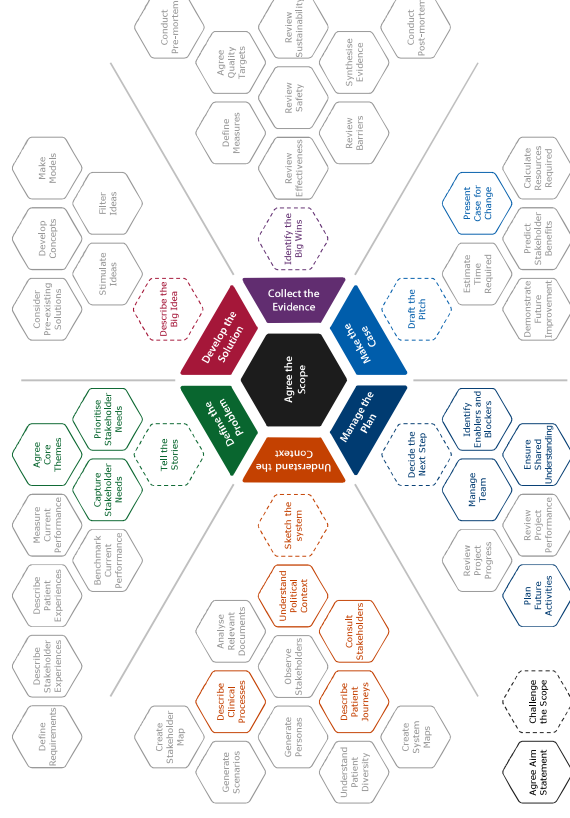 Define
Requirements
Describe
Stakeholder
Experiences
Describe
Patient
Experiences
Measure
Current
Performance
Agree
Core
Themes
Benchmark
Current
Performance
Capture
Stakeholder
Needs
Prioritise
Stakeholder
Needs
Tell the
Stories
Consider
Pre-existing
Solutions
Develop
Concepts
Make
Models
Stimulate
Ideas
Filter
Ideas
Describe the
Big Idea
Define the
Problem
Develop the
Solution
Create
Stakeholder
Map
Generate
Scenarios
Describe
Clinical
Processes
Analyse
Relevant
Documents
Generate
Personas
Observe
Stakeholders
Understand
Political
Context
Sketch the
system
Understand
Patient
Diversity
Describe
Patient
Journeys
Consult
Stakeholders
Create
System
Maps
Understand the
Context
Agree the
Scope
Collect the
Evidence
Identify the
Big Wins
Define
Measures
Agree
Quality
Targets
Conduct
Pre-mortem
Review
Effectiveness
Review
Safety
Review
Sustainability
Review
Barriers
Synthesise
Evidence
Conduct
Post-mortem
Manage the
Plan
Make the
Case
Decide the
Next Step
Draft the
Pitch
Review
Project
Progress
Manage
Team
Identify
Enablers and
Blockers
Plan
Future
Activities
Review
Project
Performance
Ensure
Shared
Understanding
Estimate
Time
Required
Present
Case for
Change
Demonstrate
Future
Improvement
Predict
Stakeholder
Benefits
Calculate
Resources
Required
Agree Aim
Statement
Challenge
the Scope